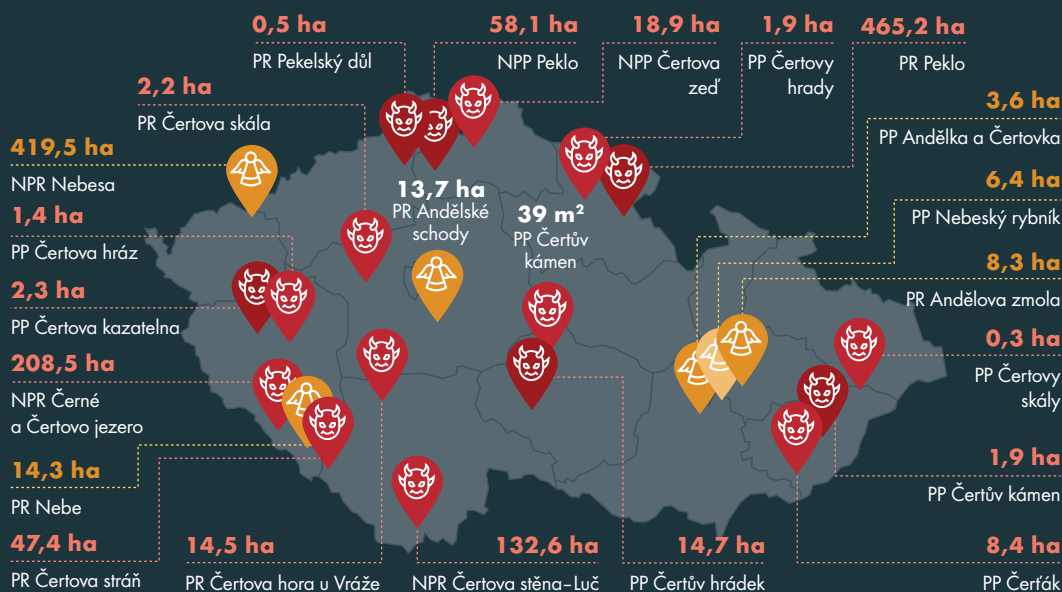 0,5 ha
PR Pekelský důl
58,1 ha
NPP Peklo
18,9 ha
NPP Čertova
zeď
1,9 ha
PP Čertovy
hrady
465,2 ha
PR Peklo
2,2 ha
PR Čertova skála
3,6 ha
PP Andělka a Čertovka
419,5 ha
NPR Nebesa
13,7 ha
PR Andělské
schody
39 m²
PP Čertův
kámen
6,4 ha
PP Nebeský rybník
1,4 ha
PP Čertova hráz
8,3 ha
PR Andělova zmola
2,3 ha
PP Čertova kazatelna
0,3 ha
PP Čertovy
skály
208,5 ha
NPR Černé
a Čertovo jezero
1,9 ha
PP Čertův kámen
14,3 ha
PR Nebe
47,4 ha
PR Čertova stráň
14,5 ha
PR Čertova hora u Vráže
132,6 ha
NPR Čertova stěna–Luč
14,7 ha
PP Čertův hrádek
8,4 ha
PP Čerťák